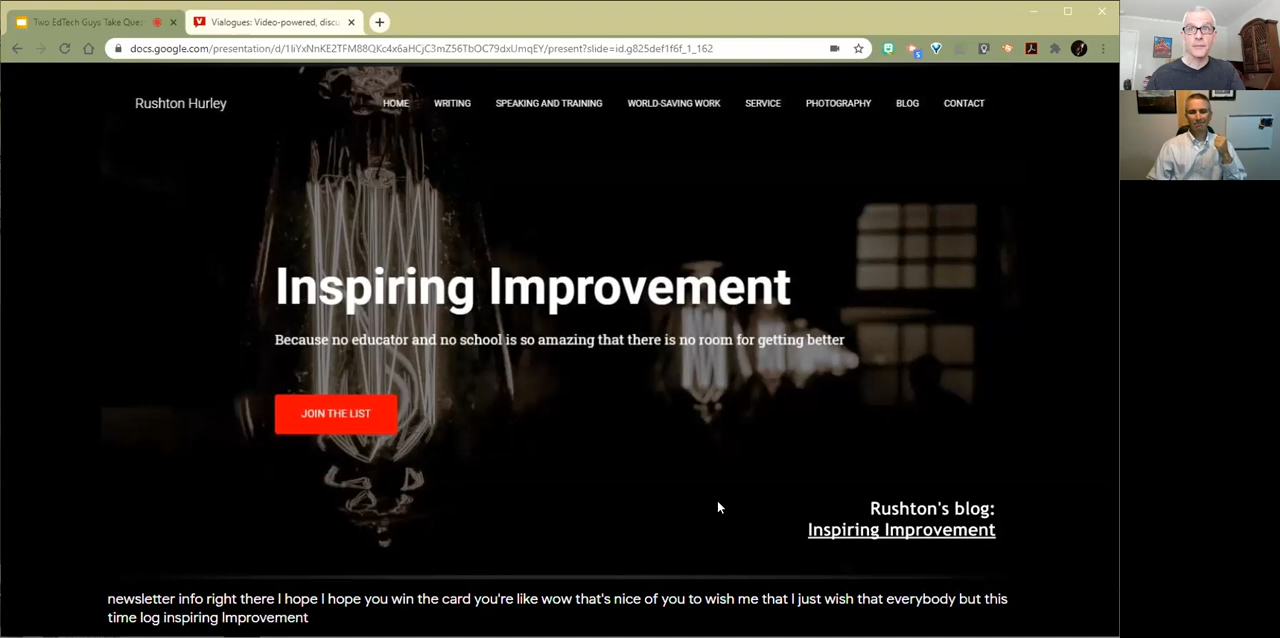 Two EdTech Guys Take Que
Vialogues: Video-powered, discu
docs.google.com/presentation/d/1IiYxNnKE2TFM88QKc4x6aHCjC3mZ56TbOC79dxUmqEY/present?slide=id.g825def1f6f_1_162
Rushton Hurley
HOME WRITING SPEAKING AND TRAINING WORLD-SAVING WORK SERVICE PHOTOGRAPHY BLOG CONTACT
Inspiring Improvement
Because no educator and no school is so amazing that there is no room for getting better
JOIN THE LIST
Rushton's blog:
Inspiring Improvement
newsletter info right there I hope I hope you win the card you're like wow that's nice of you to wish me that I just wish that everybody but this
time log inspiring Improvement